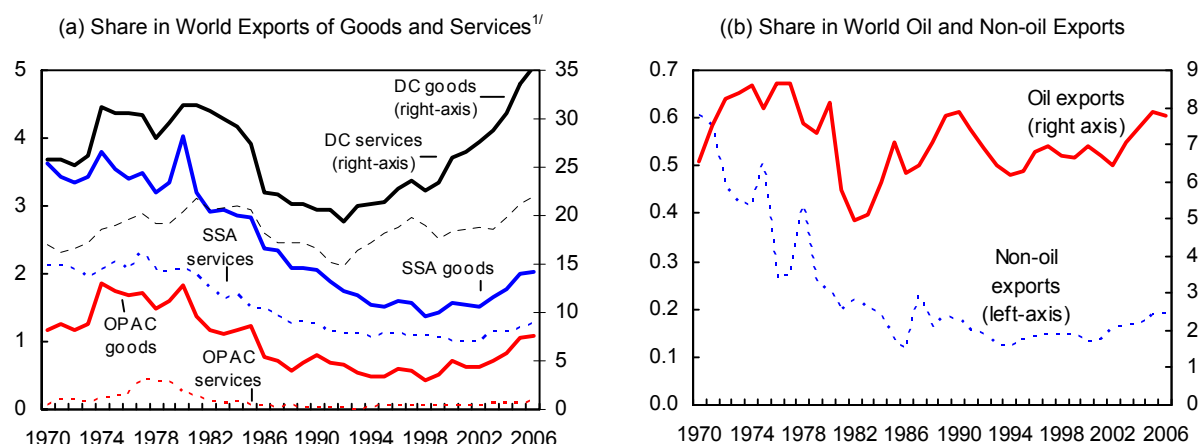 (a) Share in World Exports of Goods and Services1/
5
4
3
2
1
0
35
30
25
20
15
10
5
0
DC goods
(right-axis)
DC services
(right-axis)
SSA
services
SSA goods
OPAC
goods
OPAC
services
1970 1974 1978 1982 1986 1990 1994 1998 2002 2006
((b) Share in World Oil and Non-oil Exports
0.7
0.6
0.5
0.4
0.3
0.2
0.1
0.0
9
8
7
6
5
4
3
2
1
0
Oil exports
(right axis)
Non-oil
exports
(left-axis)
1970 1974 1978 1982 1986 1990 1994 1998 2002 2006